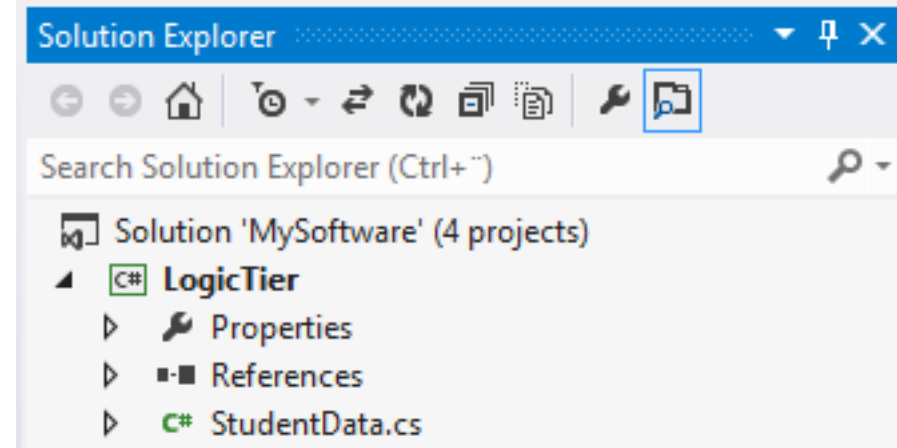 Solution Explorer
Search Solution Explorer (Ctrl+¨)
Solution 'MySoftware' (4 projects)
C# LogicTier
Properties
References
C# StudentData.cs